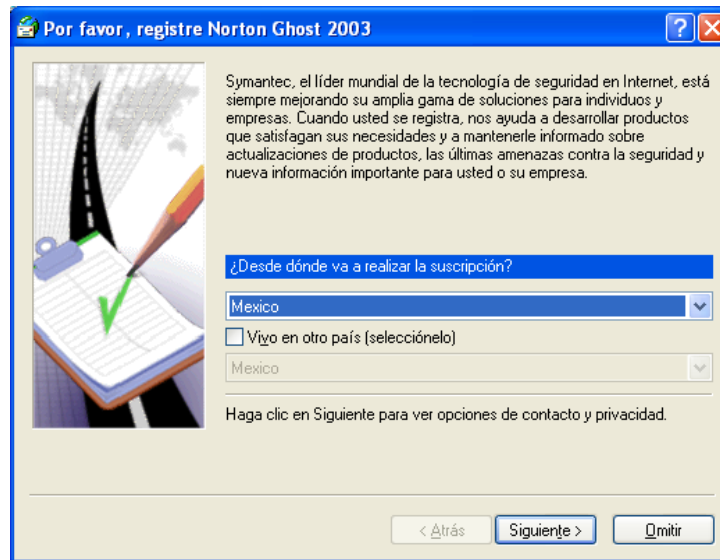 Por favor, registre Norton Ghost 2003
Symantec, el líder mundial de la tecnología de seguridad en Internet, está
siempre mejorando su amplia gama de soluciones para individuos y
empresas. Cuando usted se registra, nos ayuda a desarrollar productos
que satisfagan sus necesidades y a mantenerle informado sobre
actualizaciones de productos, las últimas amenazas contra la seguridad y
nueva información importante para usted o su empresa.
¿Desde dónde va a realizar la suscripción?
Mexico
Vivo en otro país (selecciónelo)
Mexico
Haga clic en Siguiente para ver opciones de contacto y privacidad.
< Atrás Siguiente > Omitir